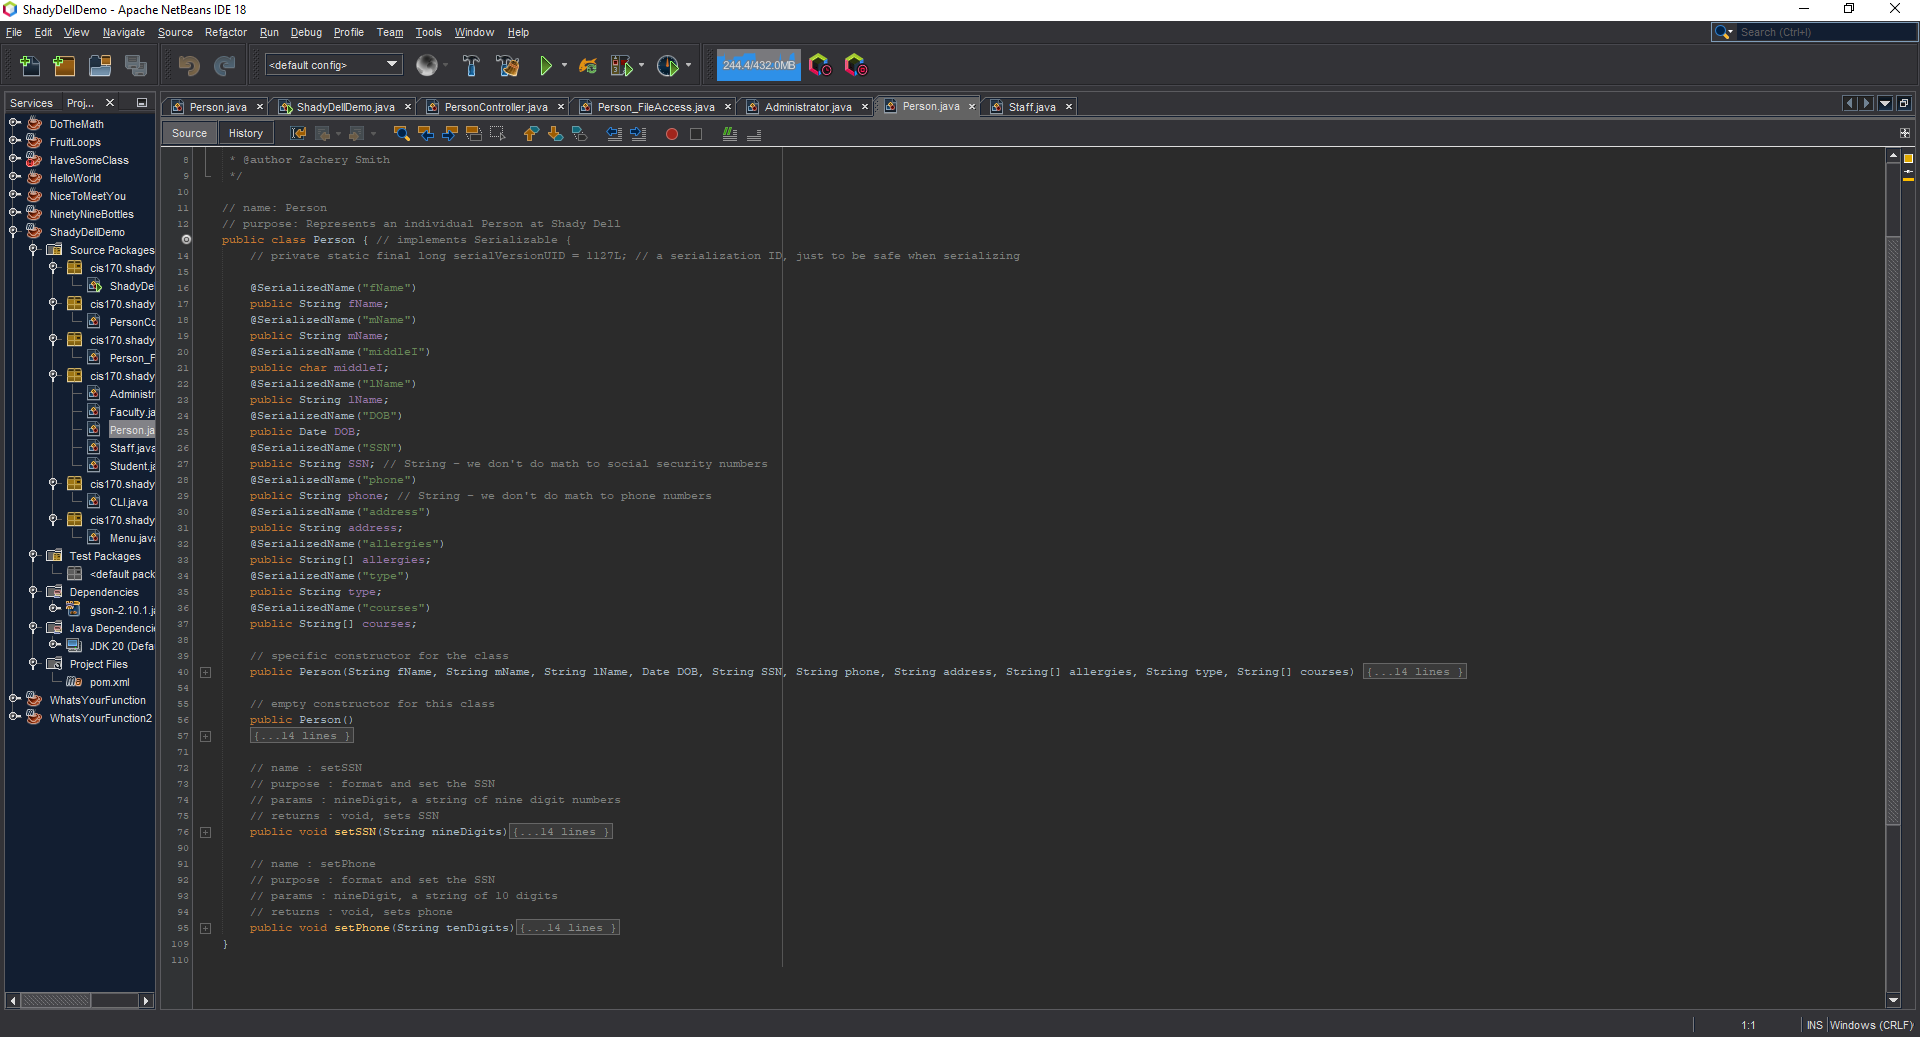 ShadyDellDemo - Apache NetBeans IDE 18
File Edit View Navigate Source Refactor Run Debug Profile Team Tools Window Help
Search (Ctrl+I)
<default config>
244.4/432.0MB
Services Proj...
Person.java ShadyDellDemo.java PersonController.java Person_FileAccess.java Administrator.java Person.java Staff.java
Source History
DoTheMath
FruitLoops
HaveSomeClass
HelloWorld
NiceToMeetYou
NinetyNineBottles
ShadyDellDemo
Source Packages
cis170.shady
ShadyDel
cis170.shady
PersonCo
cis170.shady
Person_F
cis170.shady
Administr
Faculty.ja
Person.ja
Staff.java
Student.ja
cis170.shady
CLI.java
cis170.shady
Menu.java
Test Packages
<default pack
Dependencies
gson-2.10.1.ja
Java Dependenci
JDK 20 (Defa
Project Files
pom.xml
WhatsYourFunction
WhatsYourFunction2
8 * @author Zachery Smith
9 */
10
11 // name: Person
12 // purpose: Represents an individual Person at Shady Dell
public class Person { // implements Serializable {
14 // private static final long serialVersionUID = 1127L; // a serialization ID, just to be safe when serializing
15
16 @SerializedName("fName")
17 public String fName;
18 @SerializedName("mName")
19 public String mName;
20 @SerializedName("middleI")
21 public char middleI;
22 @SerializedName("lName")
23 public String lName;
24 @SerializedName("DOB")
25 public Date DOB;
26 @SerializedName("SSN")
27 public String SSN; // String - we don't do math to social security numbers
28 @SerializedName("phone")
29 public String phone; // String - we don't do math to phone numbers
30 @SerializedName("address")
31 public String address;
32 @SerializedName("allergies")
33 public String[] allergies;
34 @SerializedName("type")
35 public String type;
36 @SerializedName("courses")
37 public String[] courses;
38
39 // specific constructor for the class
40 public Person(String fName, String mName, String lName, Date DOB, String SSN, String phone, String address, String[] allergies, String type, String[] courses) {...14 lines }
54
55 // empty constructor for this class
56 public Person()
57 {...14 lines }
71
72 // name : setSSN
73 // purpose : format and set the SSN
74 // params : nineDigit, a string of nine digit numbers
75 // returns : void, sets SSN
76 public void setSSN(String nineDigits) {...14 lines }
90
91 // name : setPhone
92 // purpose : format and set the SSN
93 // params : nineDigit, a string of 10 digits
94 // returns : void, sets phone
95 public void setPhone(String tenDigits) {...14 lines }
109 }
110
1:1 INS Windows (CRLF)